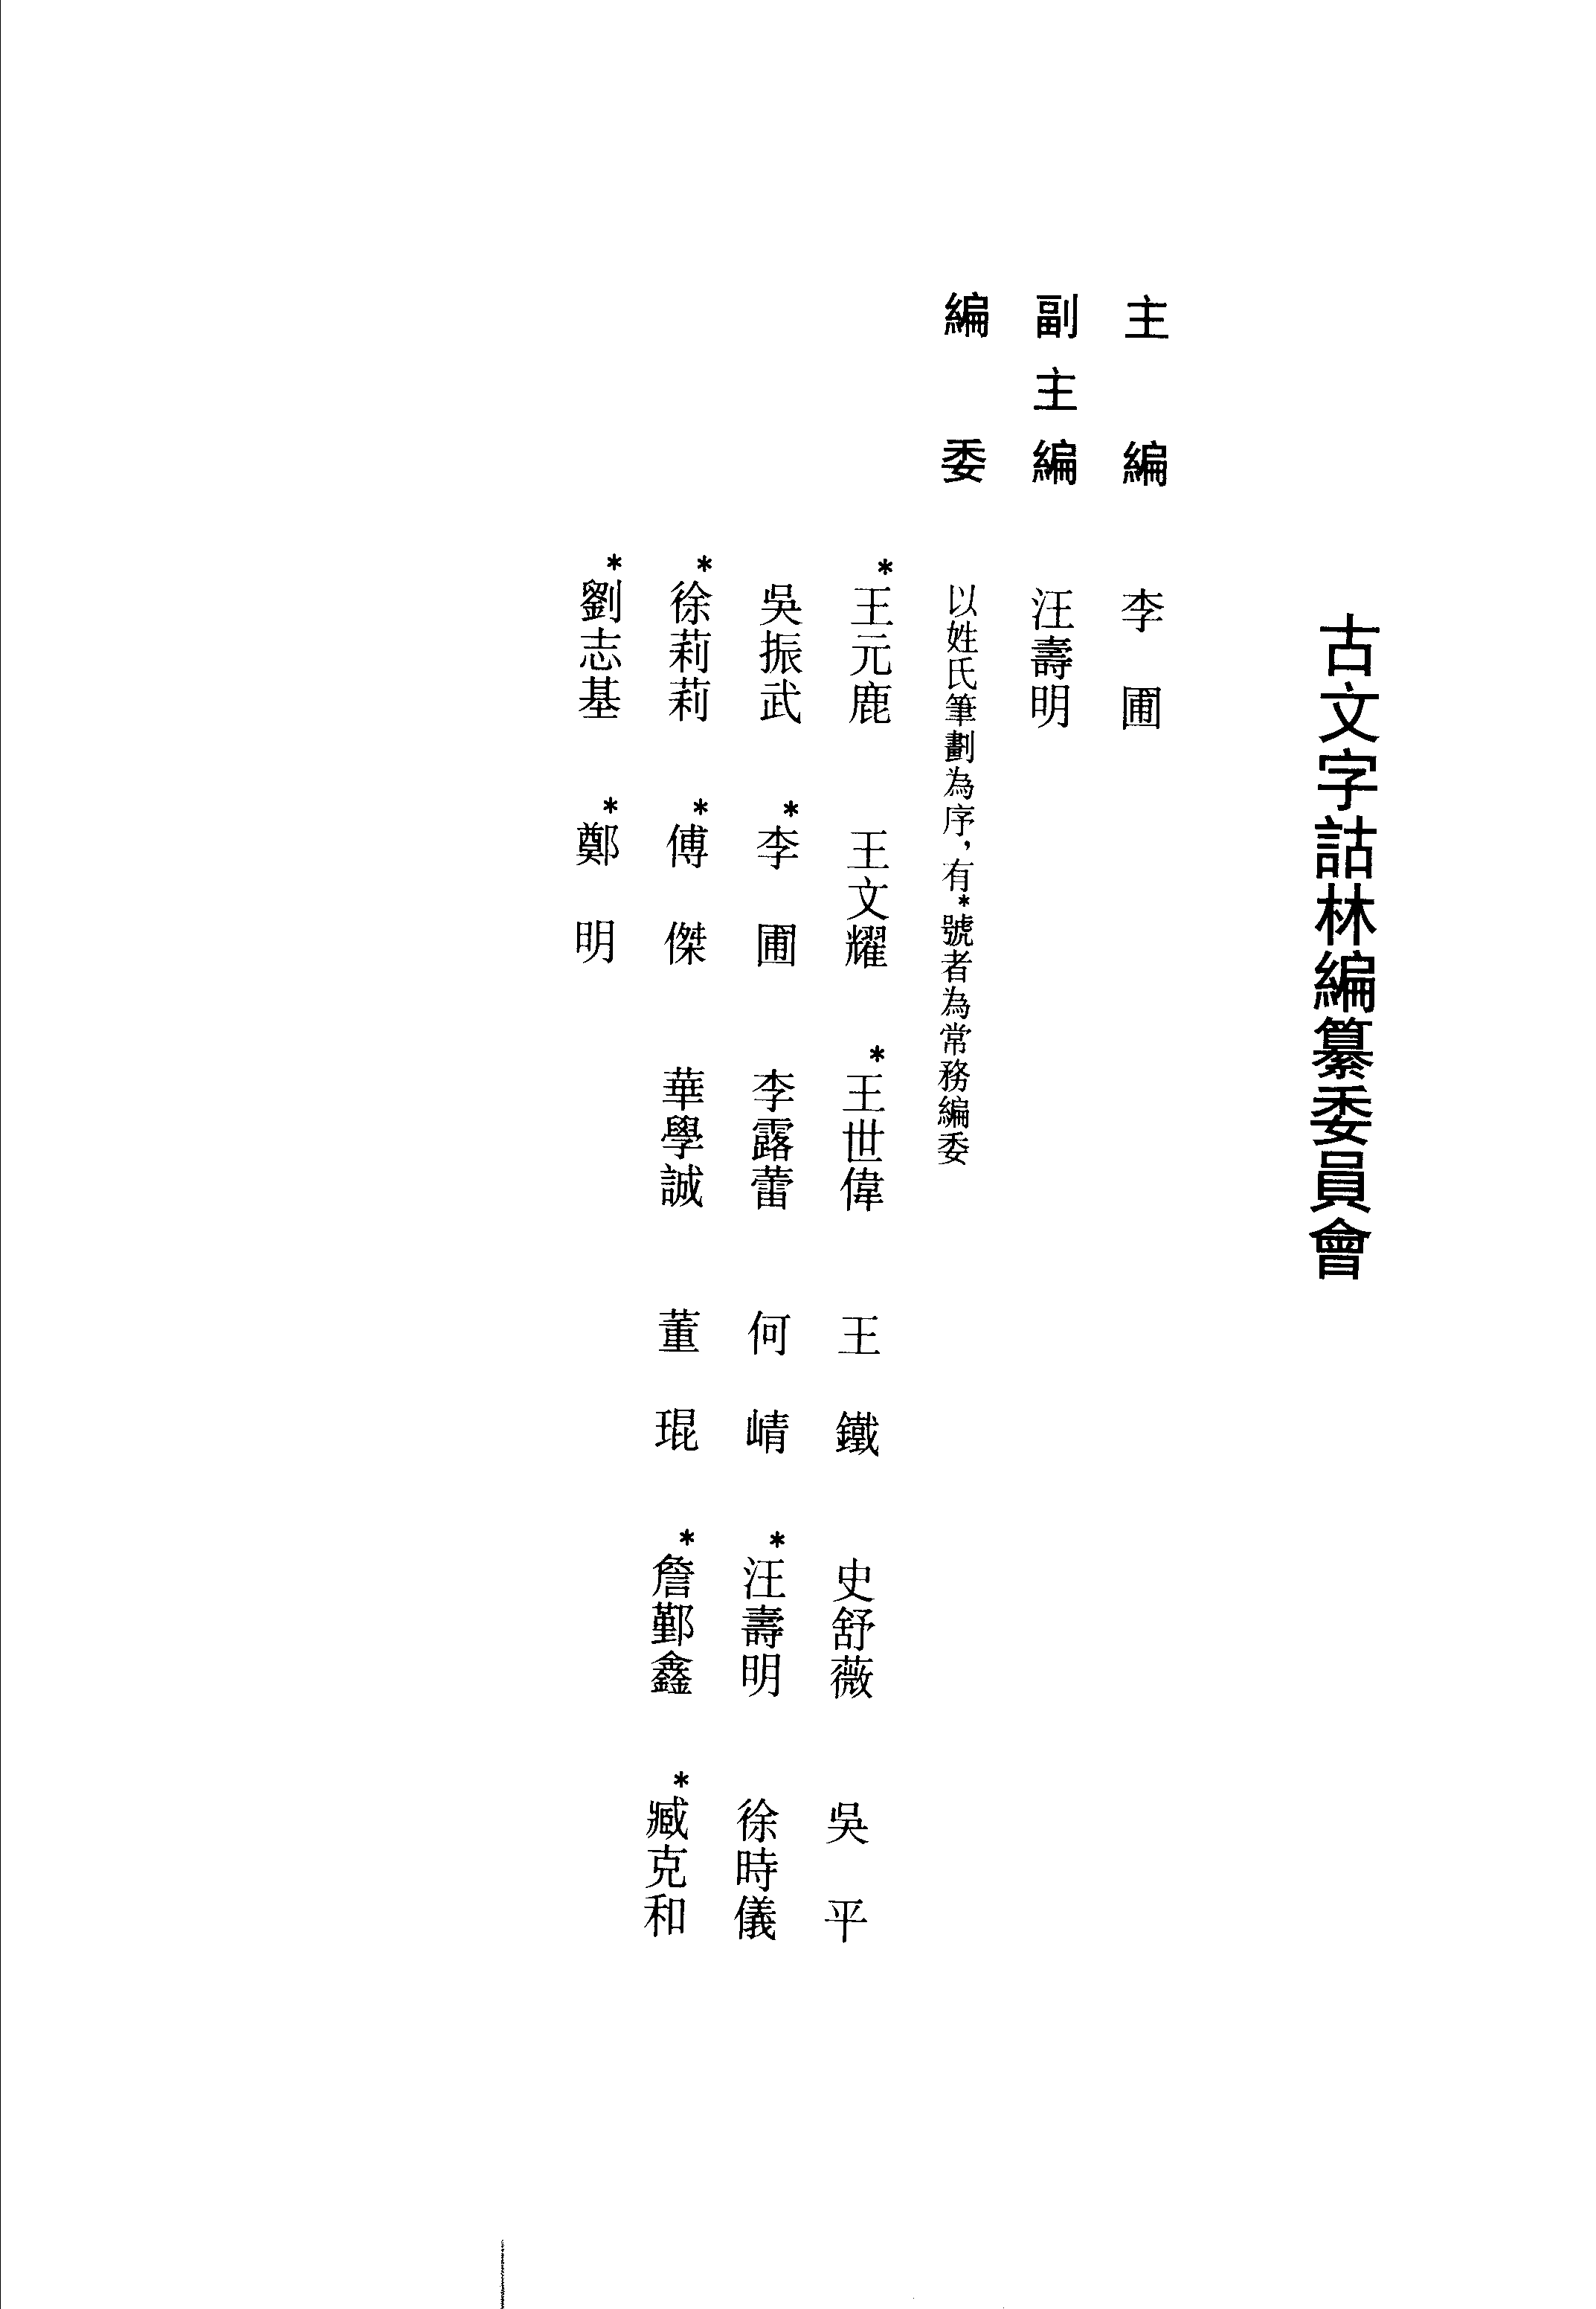 古文字詁林編纂委員會
主編 李圃
副主編 汪壽明
編委 以姓氏筆劃為序，有*號者為常務編委
*王元鹿 王文耀 *王世偉 王鐵 史舒薇 吳平
吳振武 *李圃 李露蕾 何崝 *汪壽明 徐時儀
*徐莉莉 *傅傑 華學誠 董琨 *詹鄞鑫 *臧克和
*劉志基 *鄭明